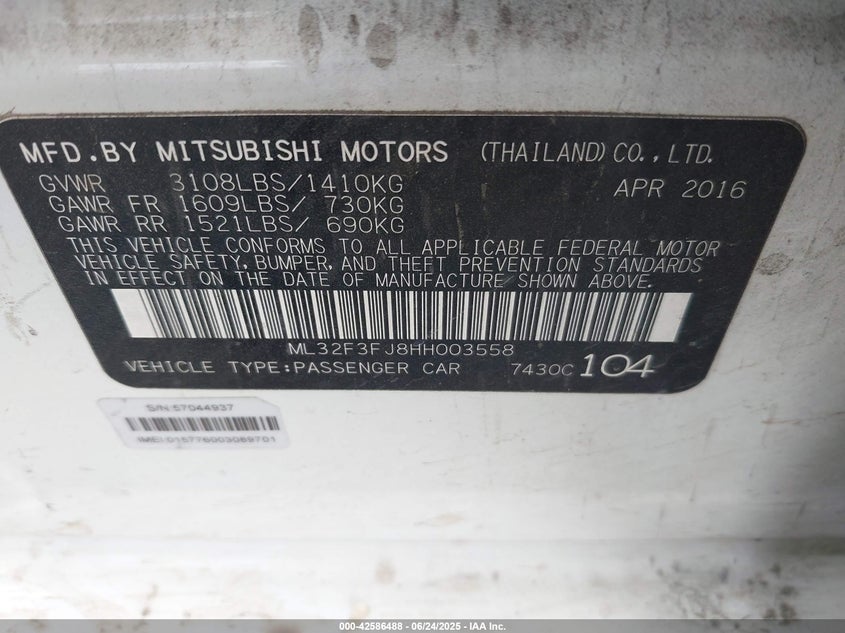 MFD.BY MITSUBISHI MOTORS (THAILAND)CO.,LTD.
GVWR 3108LBS/1410KG APR 2016
GAWR FR 1609LBS/ 730KG
GAWR RR 1521LBS/ 690KG
THIS VEHICLE CONFORMS TO ALL APPLICABLE FEDERAL MOTOR
VEHICLE SAFETY, BUMPER, AND THEFT PREVENTION STANDARDS
IN EFFECT ON THE DATE OF MANUFACTURE SHOWN ABOVE.
ML32F3FJ8HH003558
VEHICLE TYPE:PASSENGER CAR 7430C 104
S/N:57044937
IMEI:015776003089701
000-42586488 - 06/24/2025 - IAA Inc.